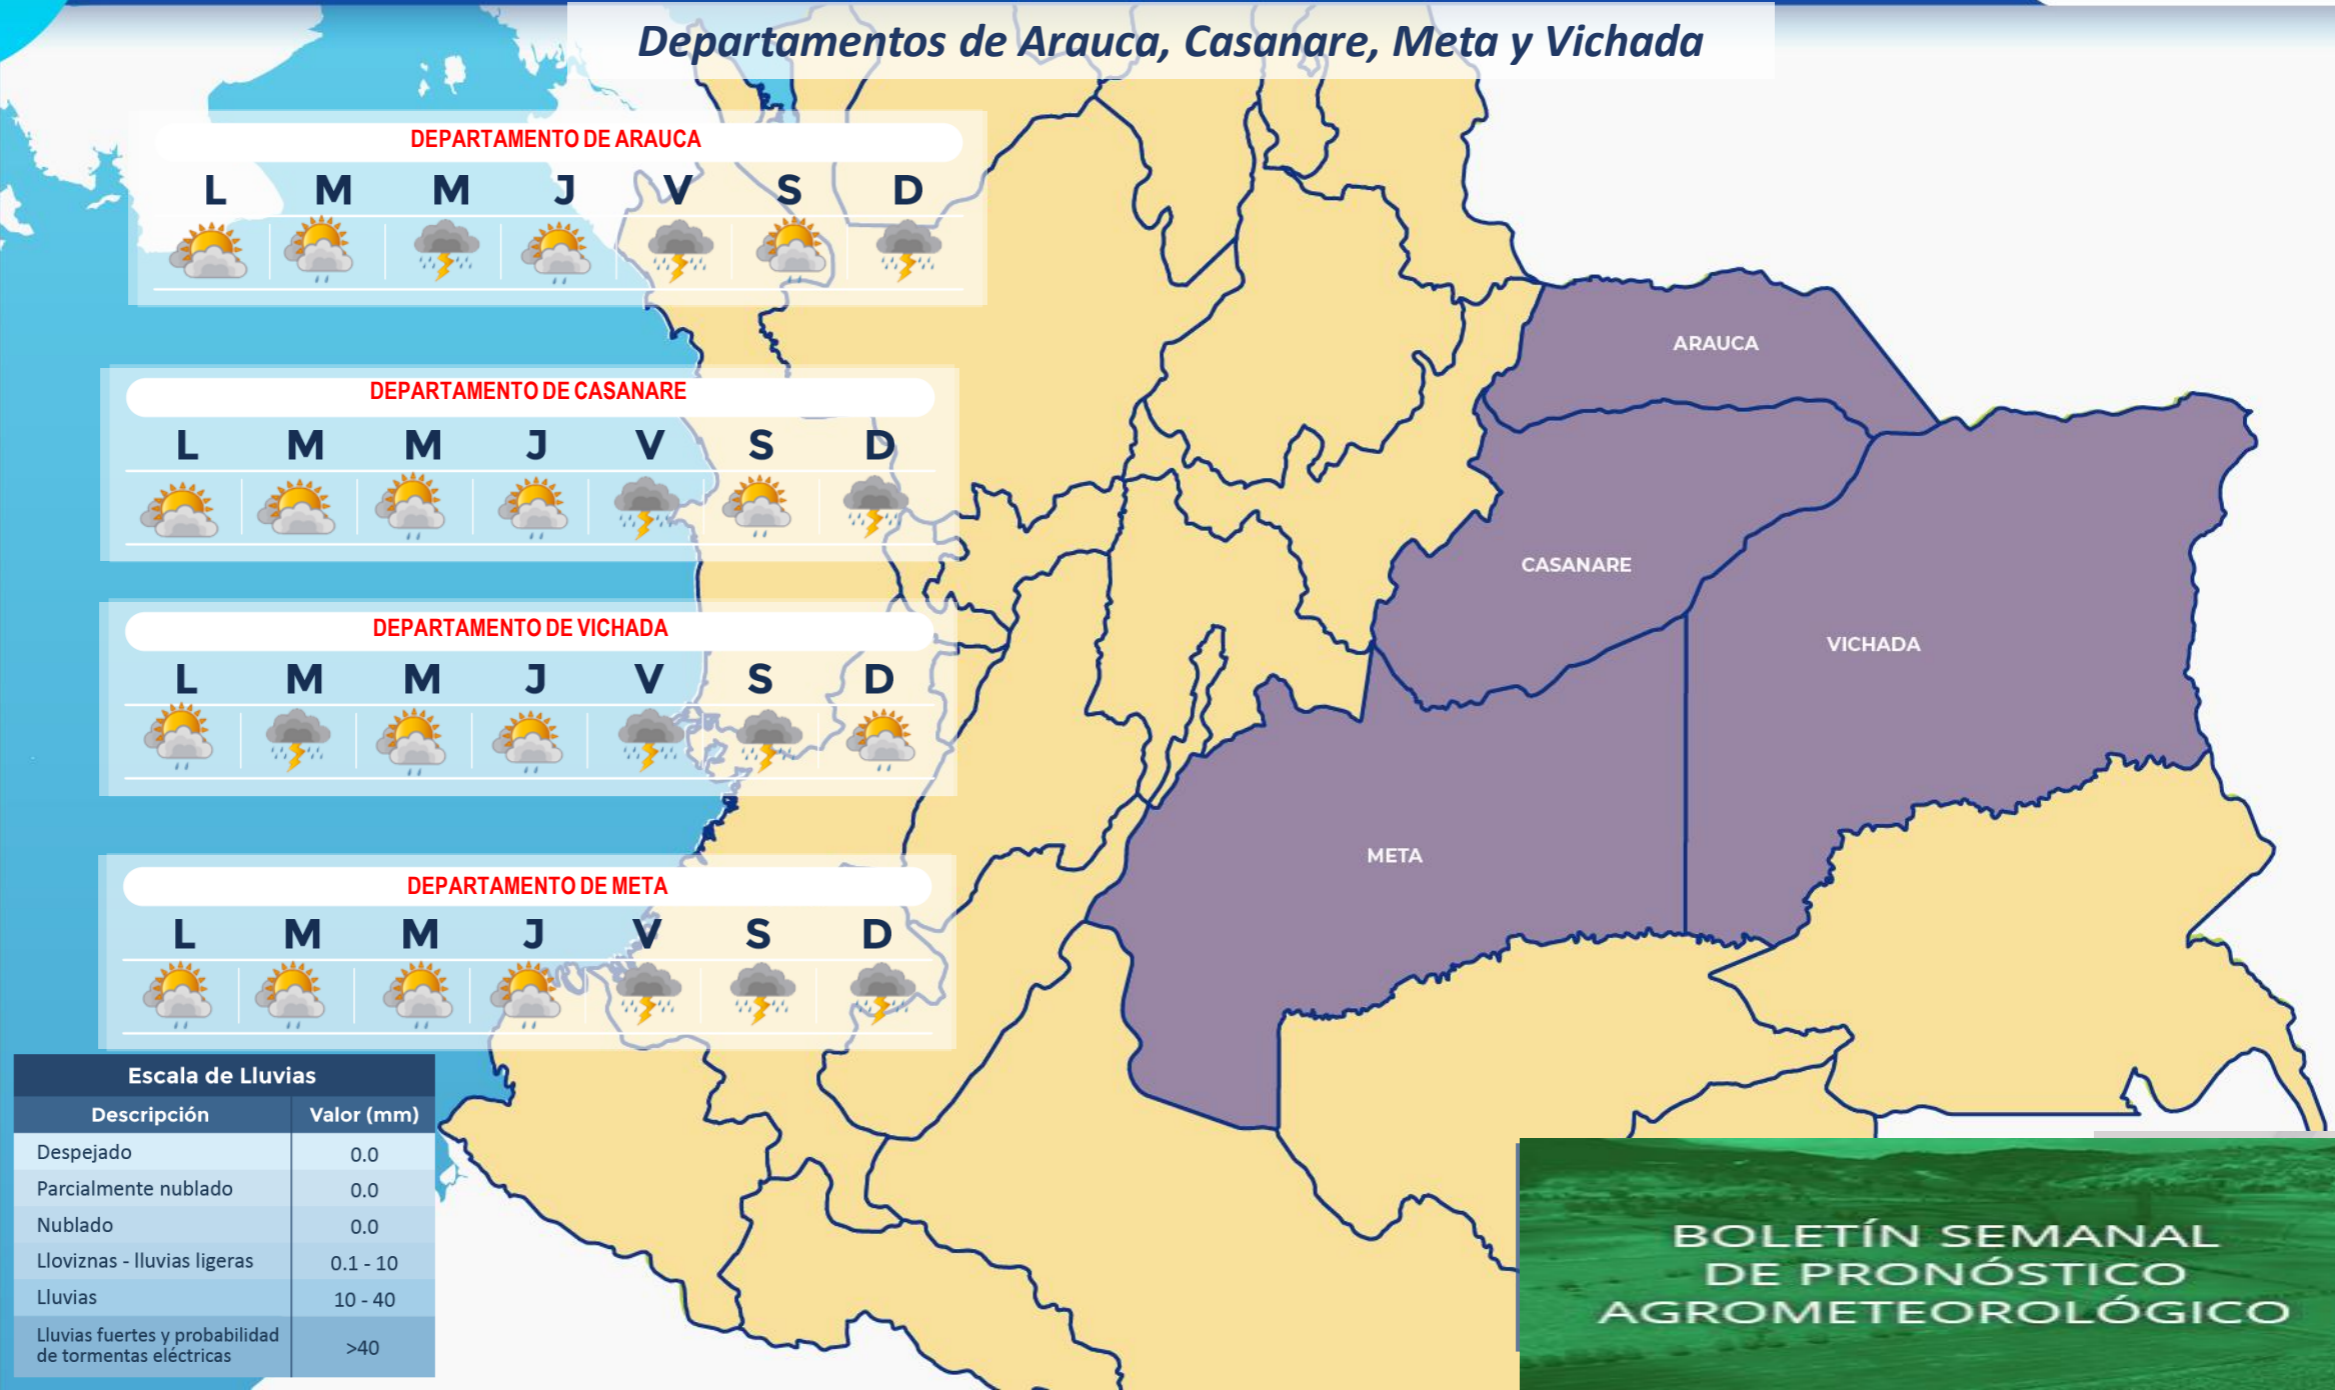 Departamentos de Arauca, Casanare, Meta y Vichada
DEPARTAMENTO DE ARAUCA
L M M J V S D
DEPARTAMENTO DE CASANARE
L M M J V S D
DEPARTAMENTO DE VICHADA
L M M J V S D
DEPARTAMENTO DE META
L M M J V S D
ARAUCA
CASANARE
VICHADA
META
Escala de Lluvias
Descripción Valor (mm)
Despejado 0.0
Parcialmente nublado 0.0
Nublado 0.0
Lloviznas - lluvias ligeras 0.1 - 10
Lluvias 10 - 40
Lluvias fuertes y probabilidad
de tormentas eléctricas >40
BOLETÍN SEMANAL
DE PRONÓSTICO
AGROMETEOROLÓGICO